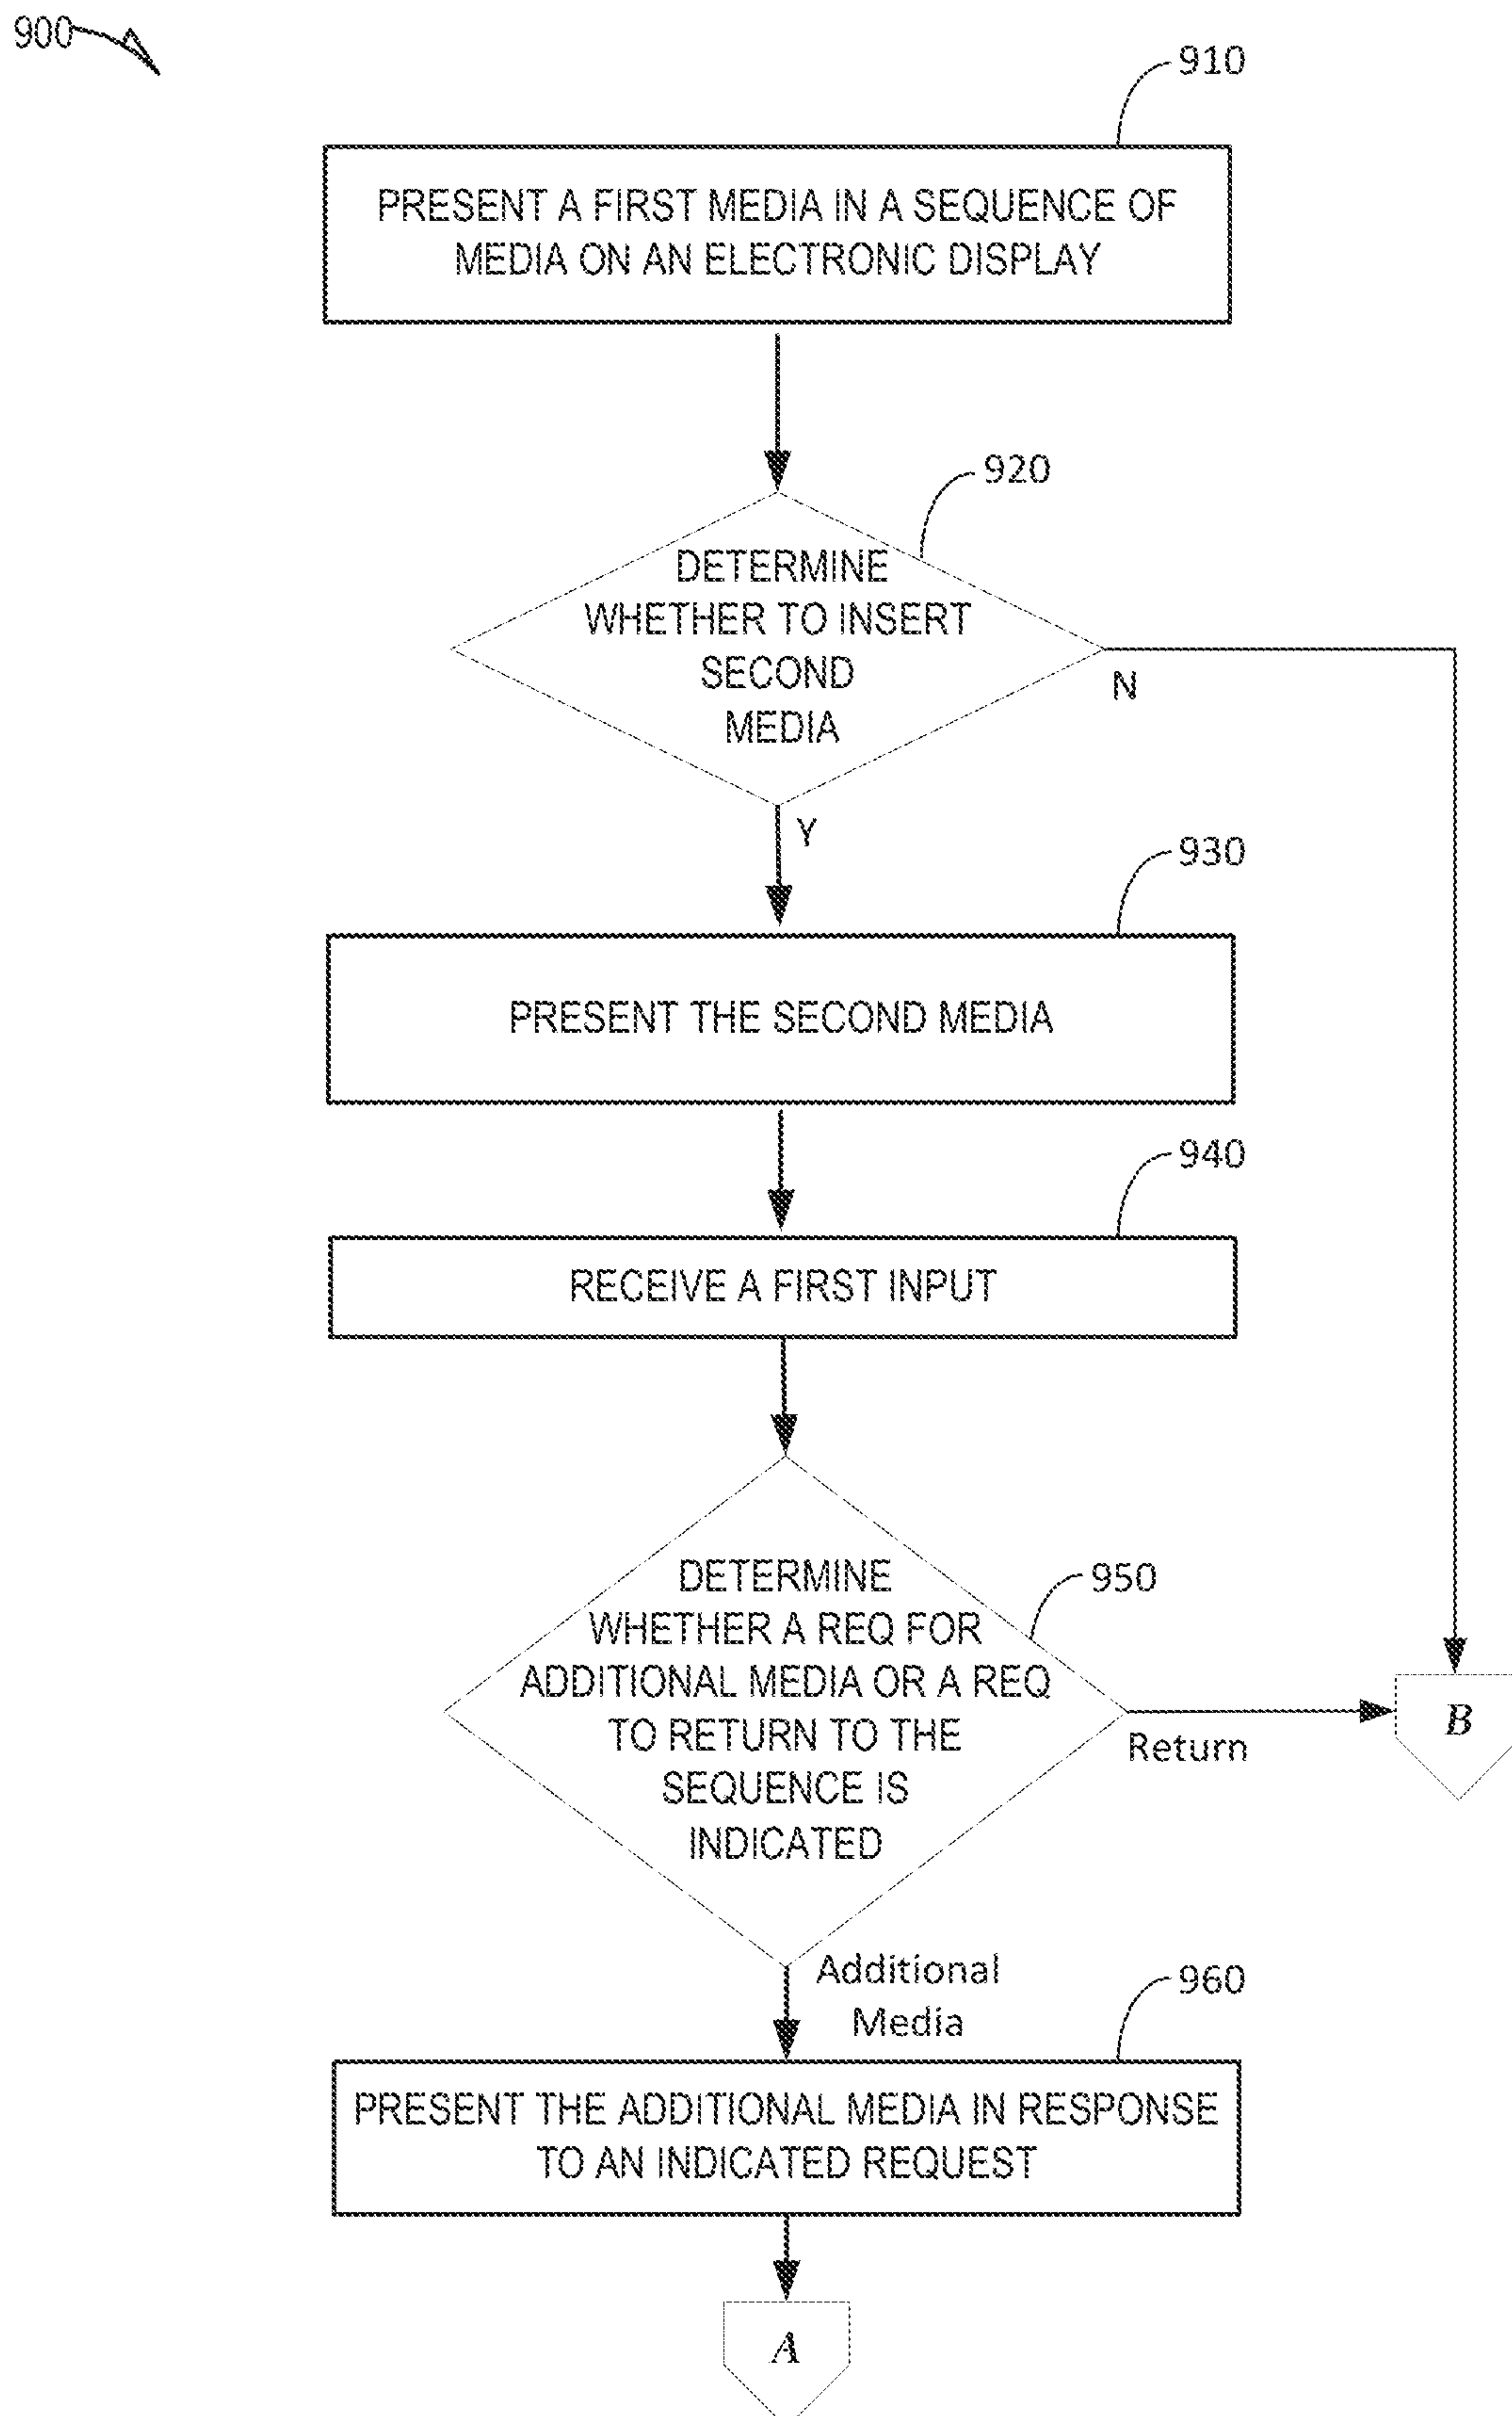 900
910
PRESENT A FIRST MEDIA IN A SEQUENCE OF
MEDIA ON AN ELECTRONIC DISPLAY
920
DETERMINE
WHETHER TO INSERT
SECOND
MEDIA
N
Y
930
PRESENT THE SECOND MEDIA
940
RECEIVE A FIRST INPUT
950
DETERMINE
WHETHER A REQ FOR
ADDITIONAL MEDIA OR A REQ
TO RETURN TO THE
SEQUENCE IS
INDICATED
Return
B
Additional
Media
960
PRESENT THE ADDITIONAL MEDIA IN RESPONSE
TO AN INDICATED REQUEST
A